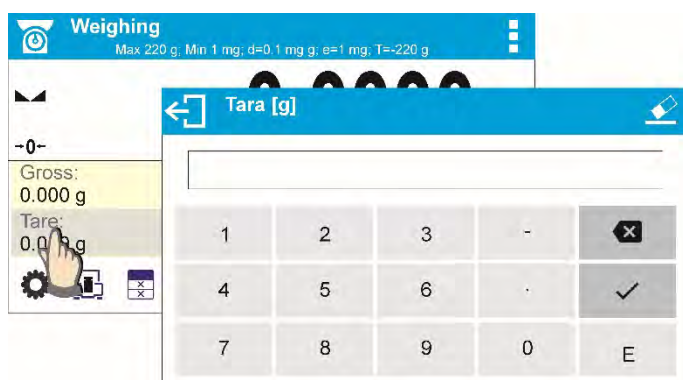 Weighing
Max 220 g; Min 1 mg; d=0.1 mg g; e=1 mg; T=-220 g
Tara [g]
→0←
Gross:
0.000 g
Tare:
1 2 3 -
4 5 6 .
7 8 9 0 E